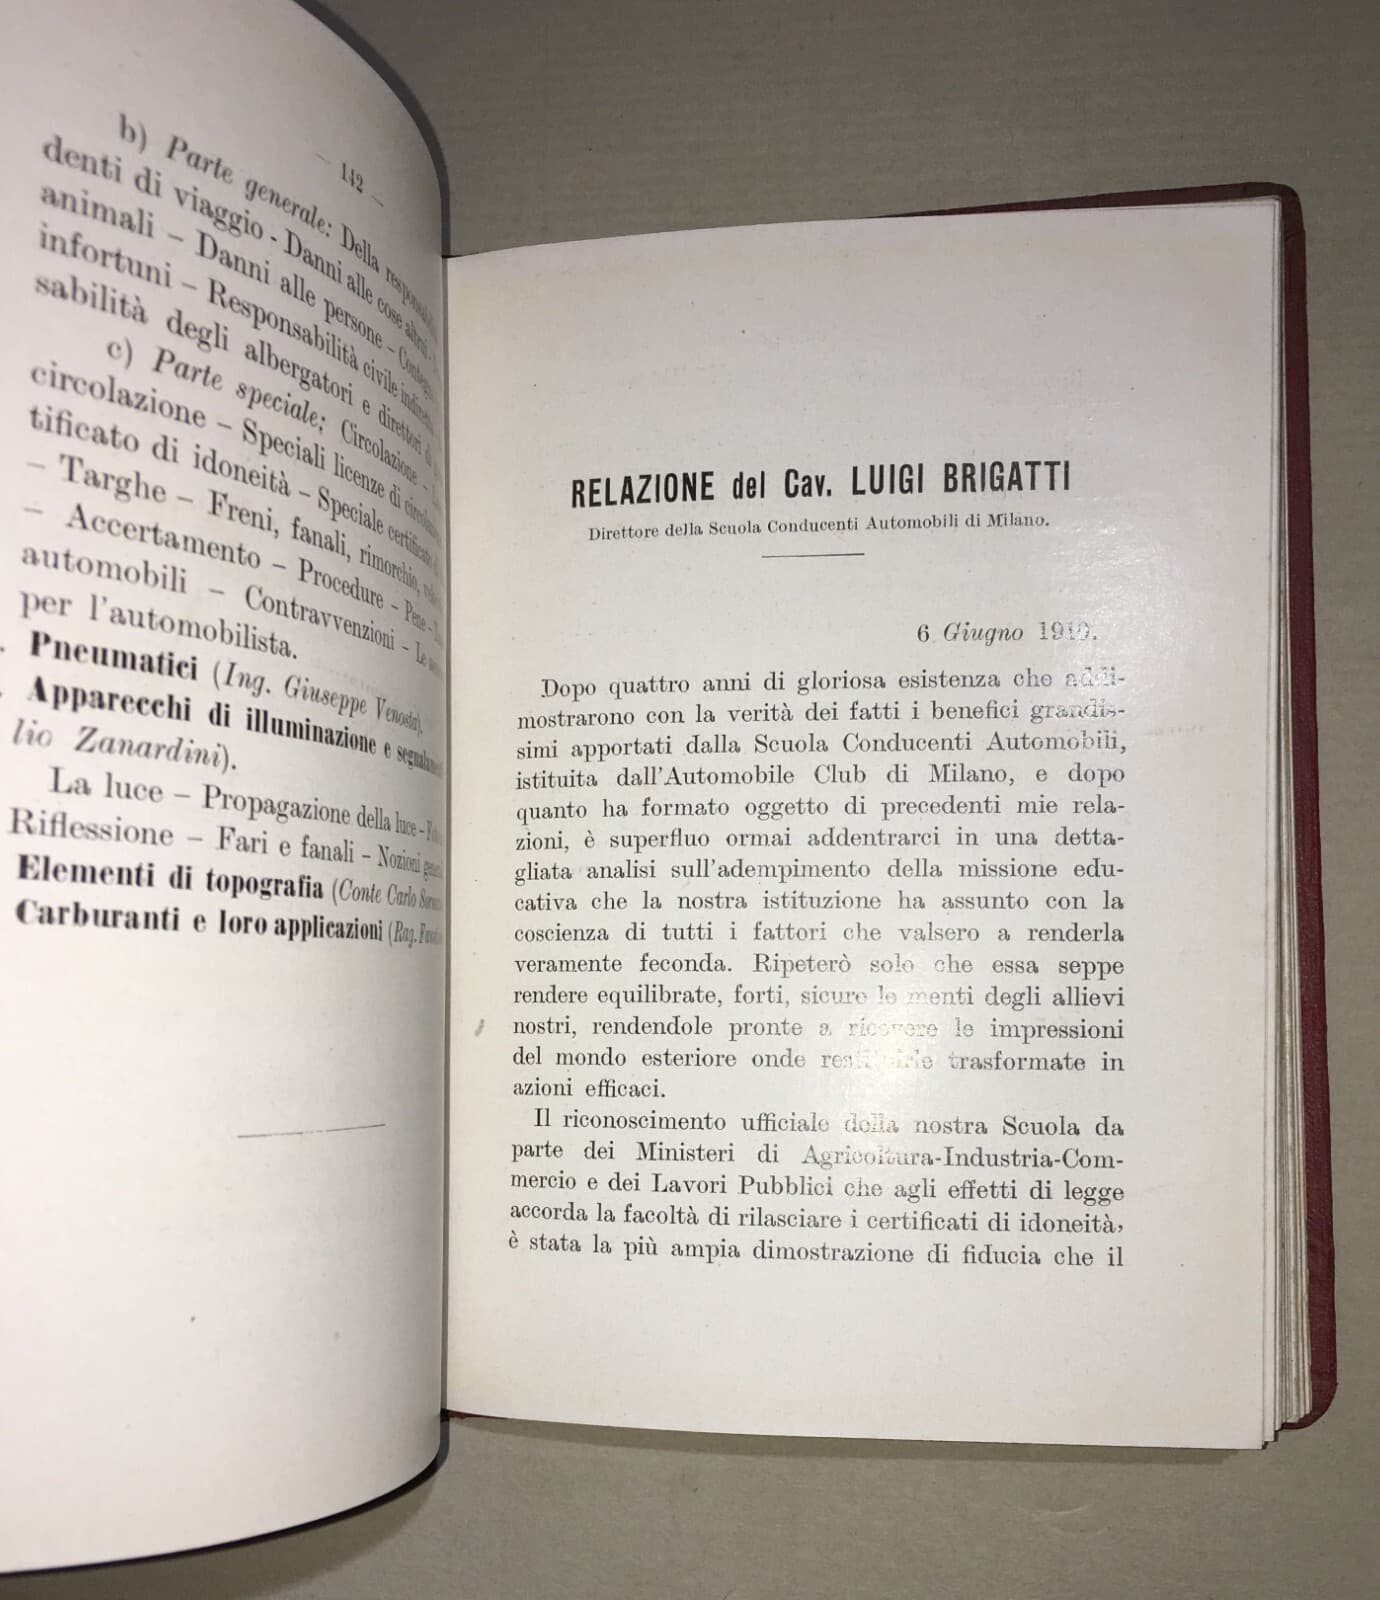 — 142 —
b) Parte generale: Della
denti di viaggio - Danni alle cose altrui -
animali — Danni alle persone —
infortuni — Responsabilità civile
sabilità degli albergatori e direttori di
c) Parte speciale; Circolazione —
circolazione — Speciali licenze di
tificato di idoneità — Speciale certificato
— Targhe — Freni, fanali, rimorchio,
— Accertamento — Procedure — Pene —
automobili — Contravvenzioni — Le
per l'automobilista.
Pneumatici (Ing. Giuseppe Venosta).
Apparecchi di illuminazione e
lio Zanardini).
La luce — Propagazione della luce —
Riflessione — Fari e fanali — Nozioni
Elementi di topografia (Conte Carlo
Carburanti e loro applicazioni (Rag.
RELAZIONE del Cav. LUIGI BRIGATTI
Direttore della Scuola Conducenti Automobili di Milano.
6 Giugno
Dopo quattro anni di gloriosa esistenza che addi-
mostrarono con la verità dei fatti i benefici grandis-
simi apportati dalla Scuola Conducenti Automobili,
istituita dall'Automobile Club di Milano, e dopo
quanto ha formato oggetto di precedenti mie rela-
zioni, è superfluo ormai addentrarci in una detta-
gliata analisi sull'adempimento della missione edu-
cativa che la nostra istituzione ha assunto con la
coscienza di tutti i fattori che valsero a renderla
veramente feconda. Ripeterò solo che essa seppe
rendere equilibrate, forti, sicure le menti degli allievi
nostri, rendendole pronte a ricevere le impressioni
del mondo esteriore onde restituirle trasformate in
azioni efficaci.
Il riconoscimento ufficiale della nostra Scuola da
parte dei Ministeri di Agricoltura-Industria-Com-
mercio e dei Lavori Pubblici che agli effetti di legge
accorda la facoltà di rilasciare i certificati di idoneità,
è stata la più ampia dimostrazione di fiducia che il